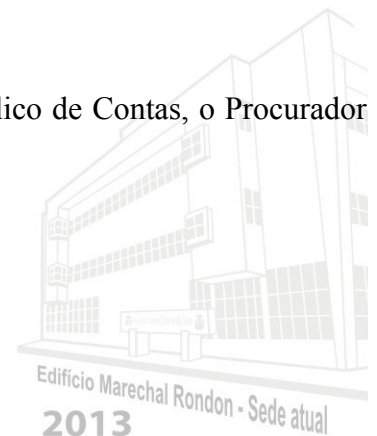 lico de Contas, o Procurador
Edifício Marechal Rondon - Sede atual
2013